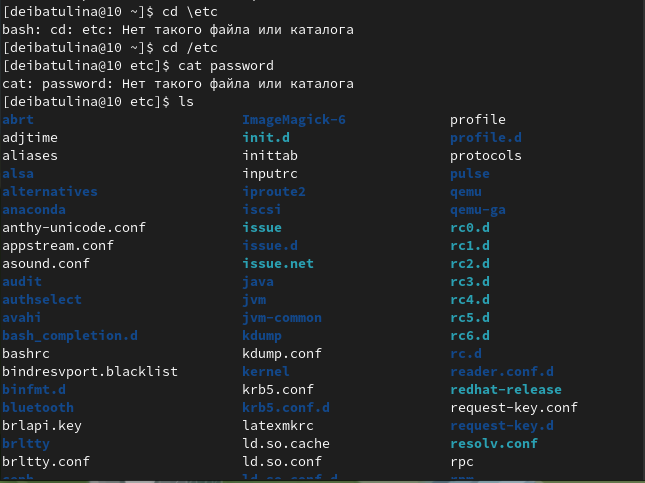 [deibatulina@10 ~]$ cd \etc
bash: cd: etc: Нет такого файла или каталога
[deibatulina@10 ~]$ cd /etc
[deibatulina@10 etc]$ cat password
cat: password: Нет такого файла или каталога
[deibatulina@10 etc]$ ls
abrt ImageMagick-6 profile
adjtime init.d profile.d
aliases inittab protocols
alsa inputrc pulse
alternatives iproute2 qemu
anaconda iscsi qemu-ga
anthy-unicode.conf issue rc0.d
appstream.conf issue.d rc1.d
asound.conf issue.net rc2.d
audit java rc3.d
authselect jvm rc4.d
avahi jvm-common rc5.d
bash_completion.d kdump rc6.d
bashrc kdump.conf rc.d
bindresvport.blacklist kernel reader.conf.d
binfmt.d krb5.conf redhat-release
bluetooth krb5.conf.d request-key.conf
brlapi.key latexmkrc request-key.d
brltty ld.so.cache resolv.conf
brltty.conf ld.so.conf rpc
ld.so.conf.d